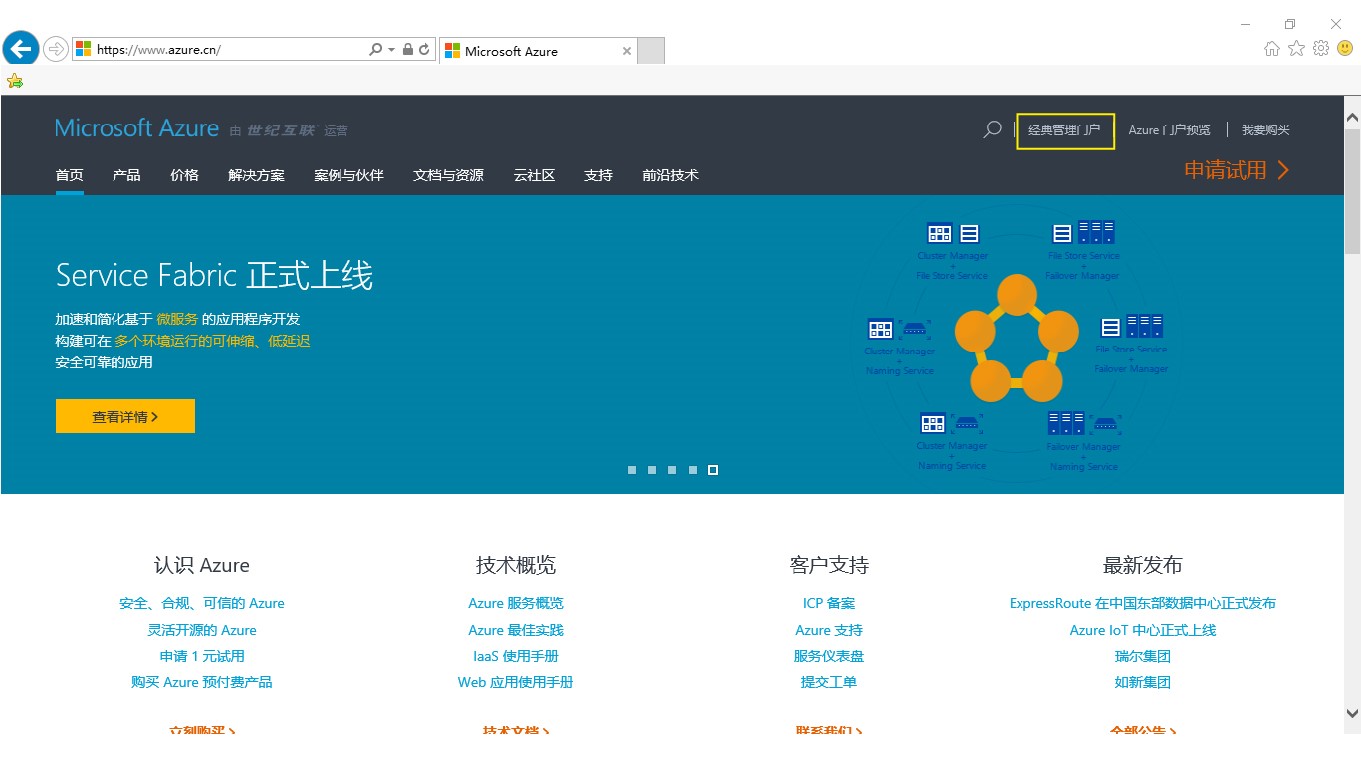 https://www.azure.cn/
Microsoft Azure
Microsoft Azure 由 世纪互联 运营
经典管理门户 Azure 门户预览 我要购买
首页 产品 价格 解决方案 案例与伙伴 文档与资源 云社区 支持 前沿技术
申请试用
Service Fabric 正式上线
加速和简化基于 微服务 的应用程序开发
构建可在 多个环境运行的可伸缩、低延迟
安全可靠的应用
查看详情
Cluster Manager
+
File Store Service
File Store Service
+
Failover Manager
Cluster Manager
+
Naming Service
File Store Service
+
Failover Manager
Cluster Manager
+
Naming Service
Failover Manager
+
Naming Service
认识 Azure
安全、合规、可信的 Azure
灵活开源的 Azure
申请 1 元试用
购买 Azure 预付费产品
立刻购买
技术概览
Azure 服务概览
Azure 最佳实践
IaaS 使用手册
Web 应用使用手册
技术文档
客户支持
ICP 备案
Azure 支持
服务仪表盘
提交工单
联系我们
最新发布
ExpressRoute 在中国东部数据中心正式发布
Azure IoT 中心正式上线
瑞尔集团
如新集团
全部公告